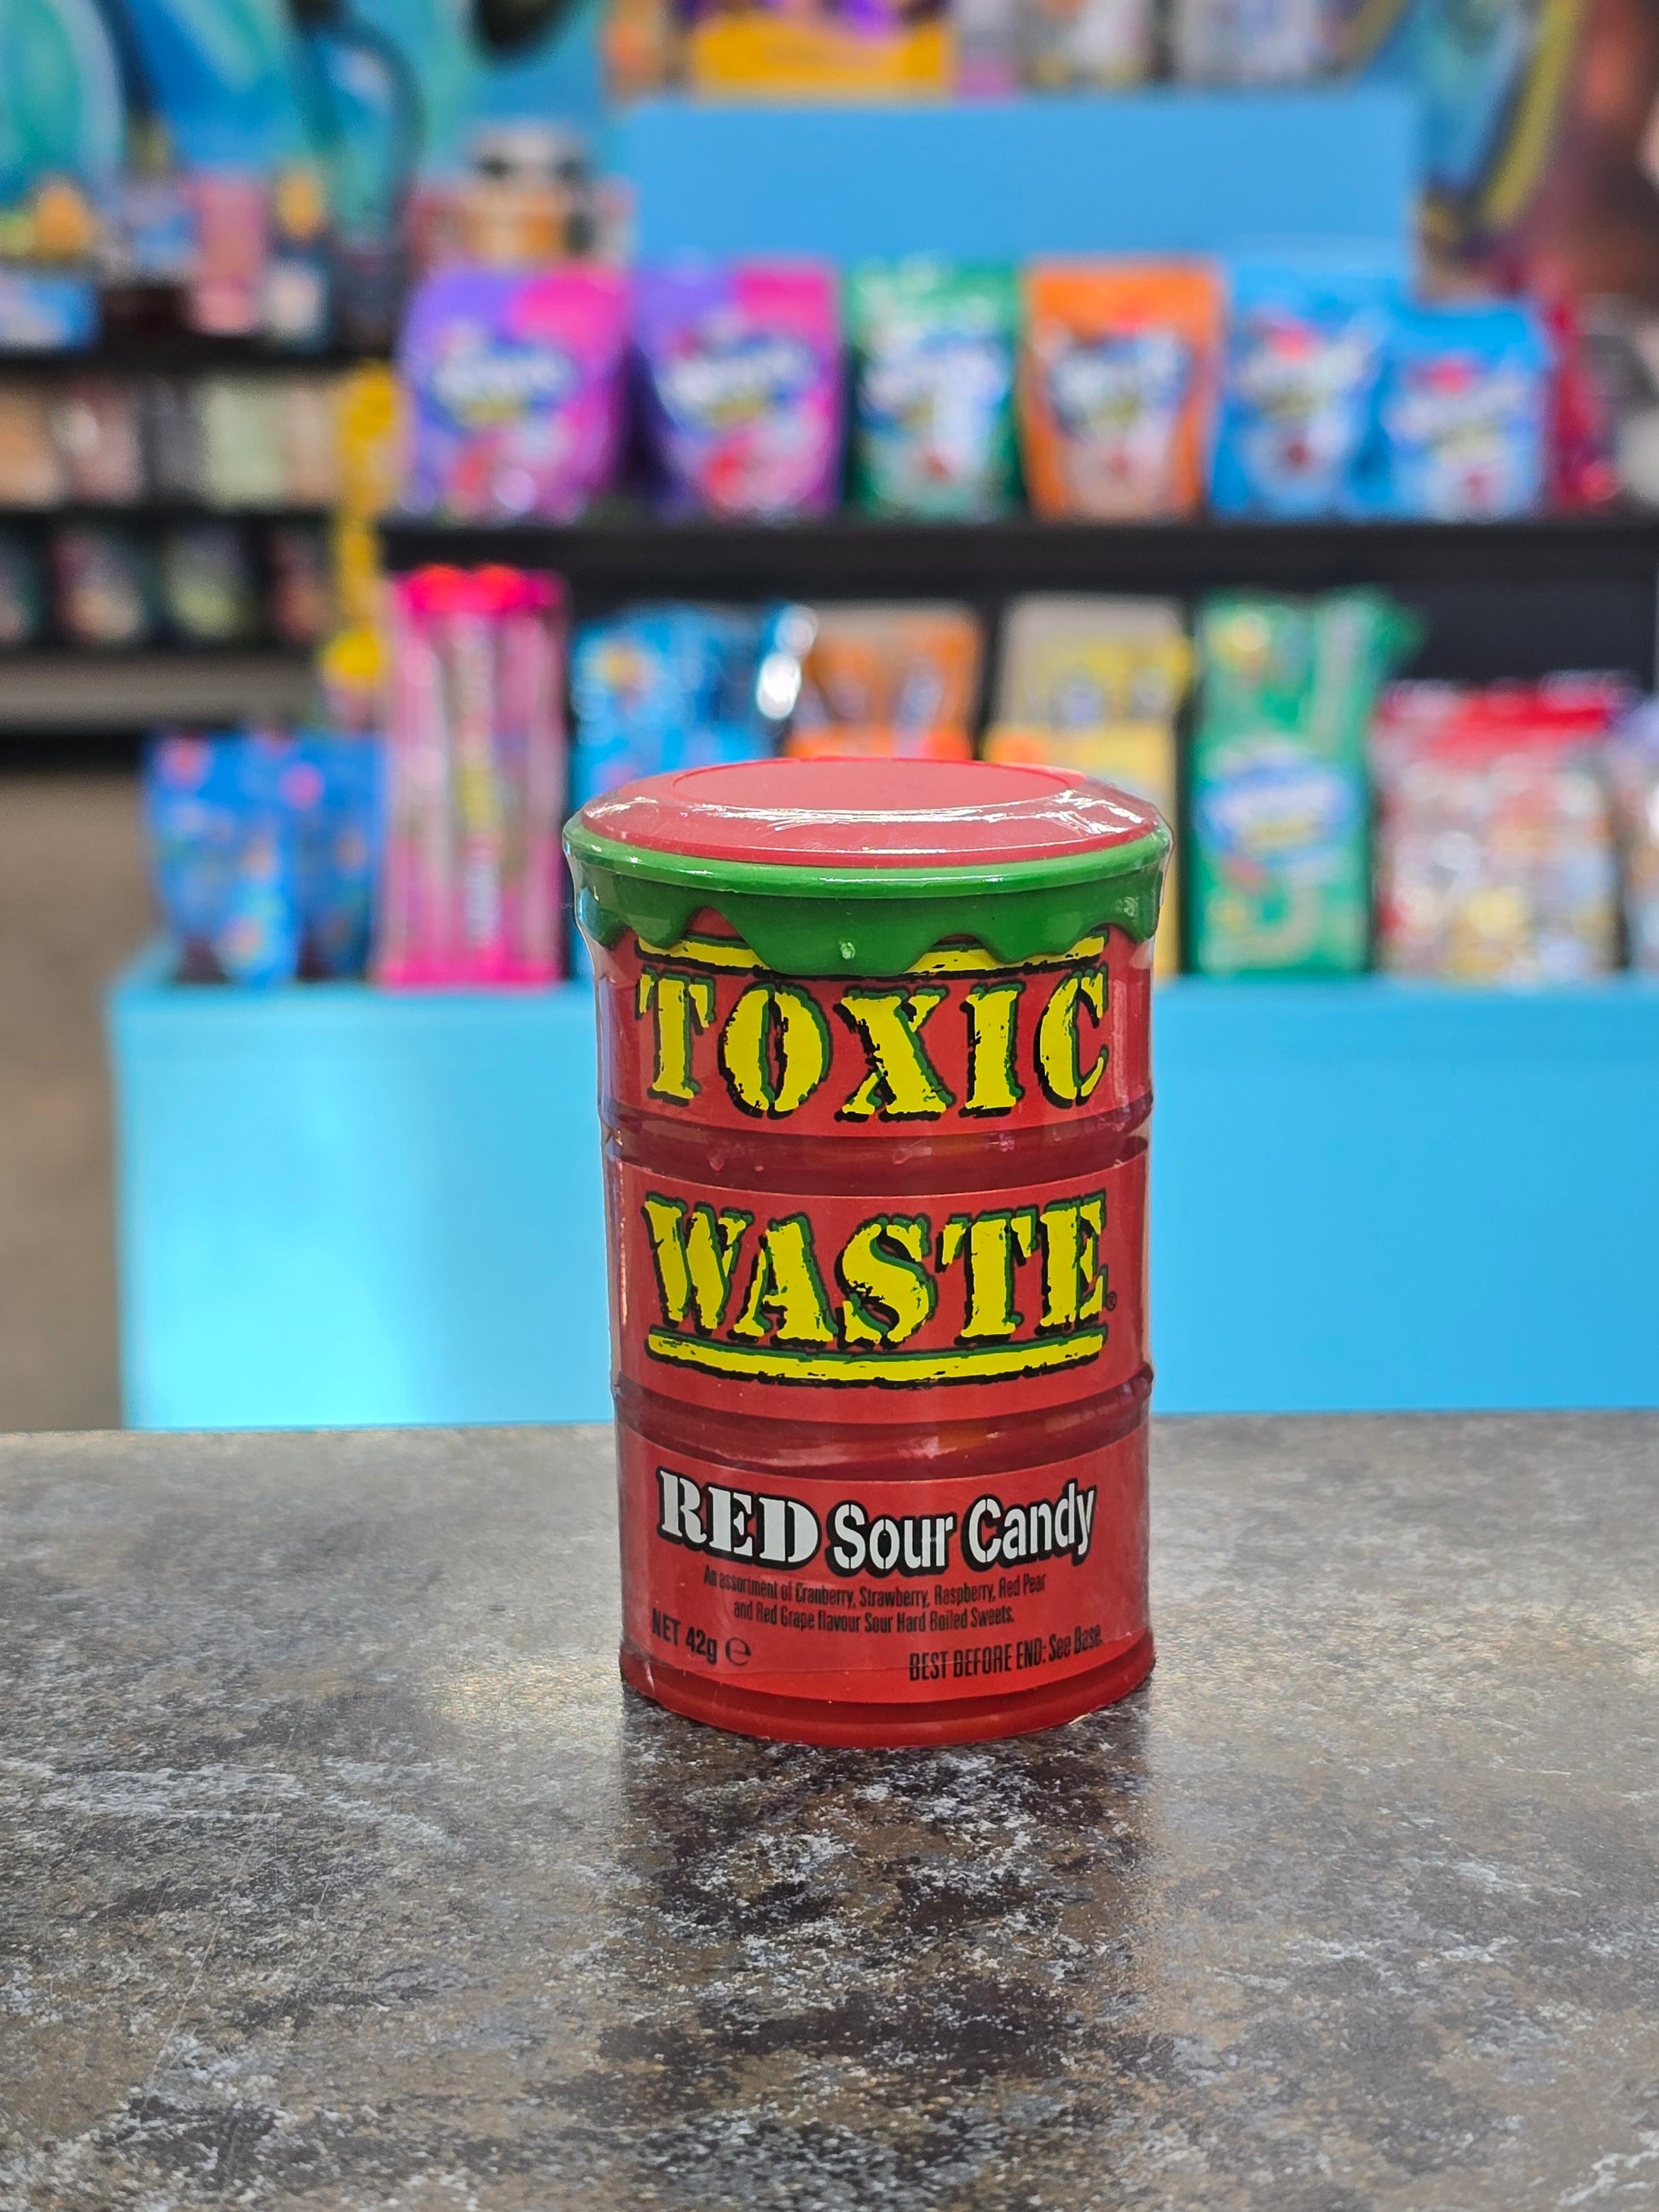 TOXIC
WASTE®
RED Sour Candy
An assortment of Cranberry, Strawberry, Raspberry, Red Pear
and Red Grape flavour Sour Hard Boiled Sweets.
NET 42g ℮
BEST BEFORE END: See Base.